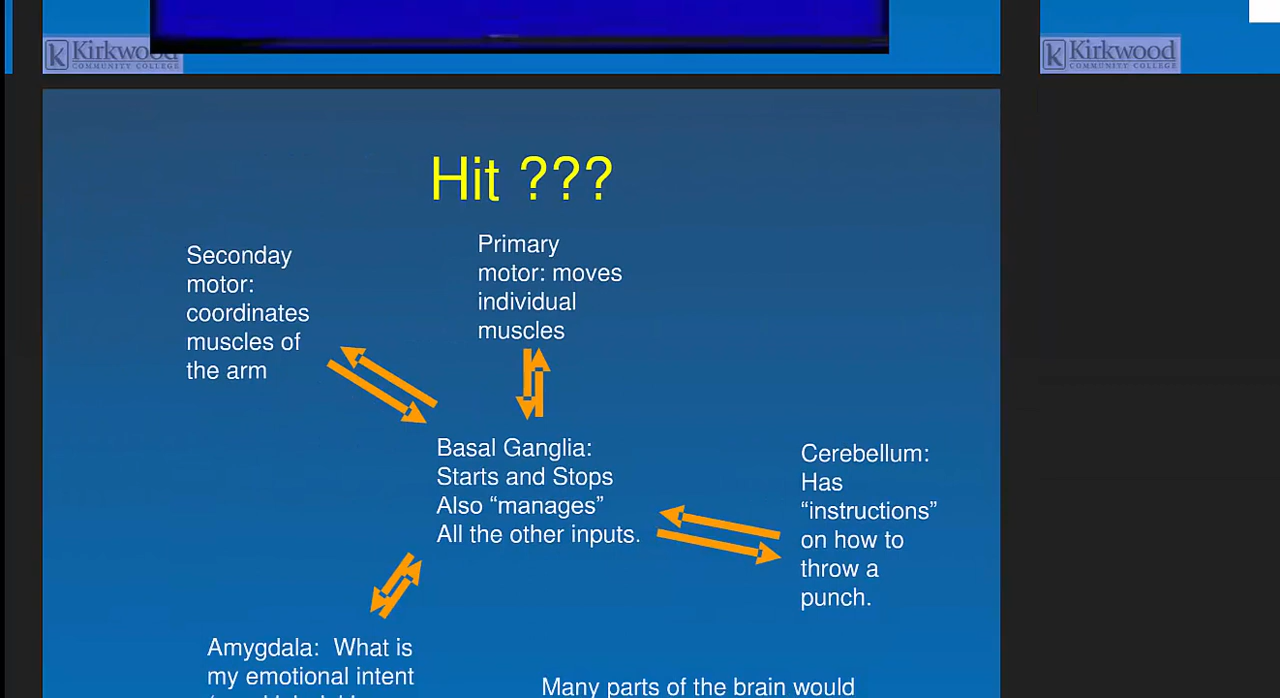 Kirkwood
COMMUNITY COLLEGE
Kirkwood
COMMUNITY COLLEGE
Hit ???
Seconday
motor:
coordinates
muscles of
the arm
Primary
motor: moves
individual
muscles
Basal Ganglia:
Starts and Stops
Also “manages”
All the other inputs.
Cerebellum:
Has
“instructions”
on how to
throw a
punch.
Amygdala:  What is
my emotional intent
Many parts of the brain would